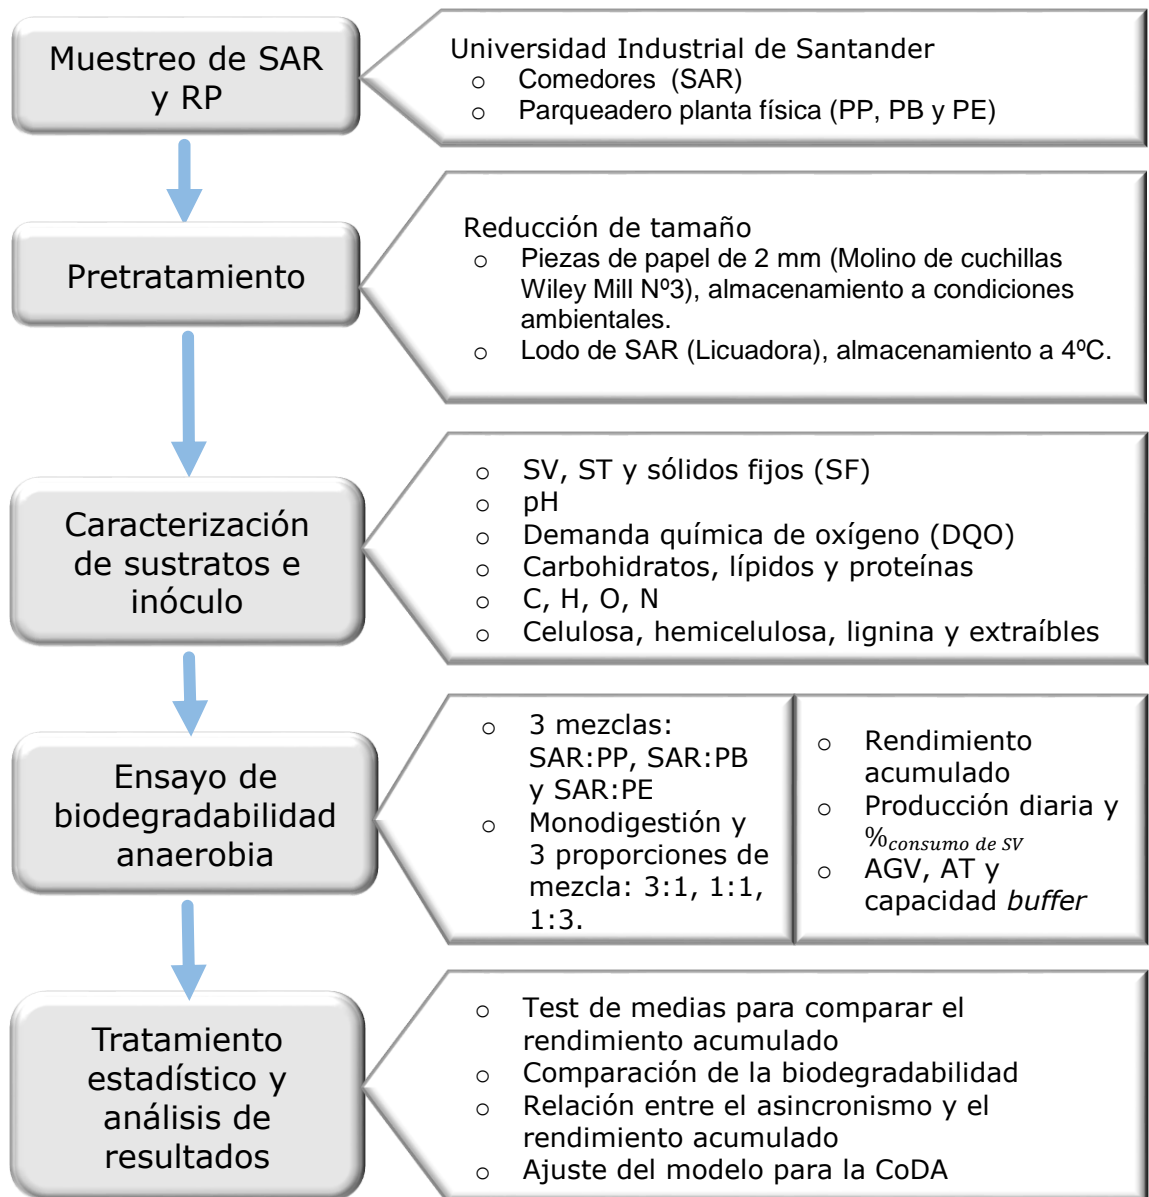 Muestreo de SAR
y RP
Universidad Industrial de Santander
o Comedores (SAR)
o Parqueadero planta física (PP, PB y PE)
Pretratamiento
Reducción de tamaño
o Piezas de papel de 2 mm (Molino de cuchillas
Wiley Mill Nº3), almacenamiento a condiciones
ambientales.
o Lodo de SAR (Licuadora), almacenamiento a 4ºC.
Caracterización
de sustratos e
inóculo
o SV, ST y sólidos fijos (SF)
o pH
o Demanda química de oxígeno (DQO)
o Carbohidratos, lípidos y proteínas
o C, H, O, N
o Celulosa, hemicelulosa, lignina y extraíbles
Ensayo de
biodegradabilidad
anaerobia
o 3 mezclas:
SAR:PP, SAR:PB
y SAR:PE
o Monodigestión y
3 proporciones de
mezcla: 3:1, 1:1,
1:3.
o Rendimiento
acumulado
o Producción diaria y
%consumo de SV
o AGV, AT y
capacidad buffer
Tratamiento
estadístico y
análisis de
resultados
o Test de medias para comparar el
rendimiento acumulado
o Comparación de la biodegradabilidad
o Relación entre el asincronismo y el
rendimiento acumulado
o Ajuste del modelo para la CoDA